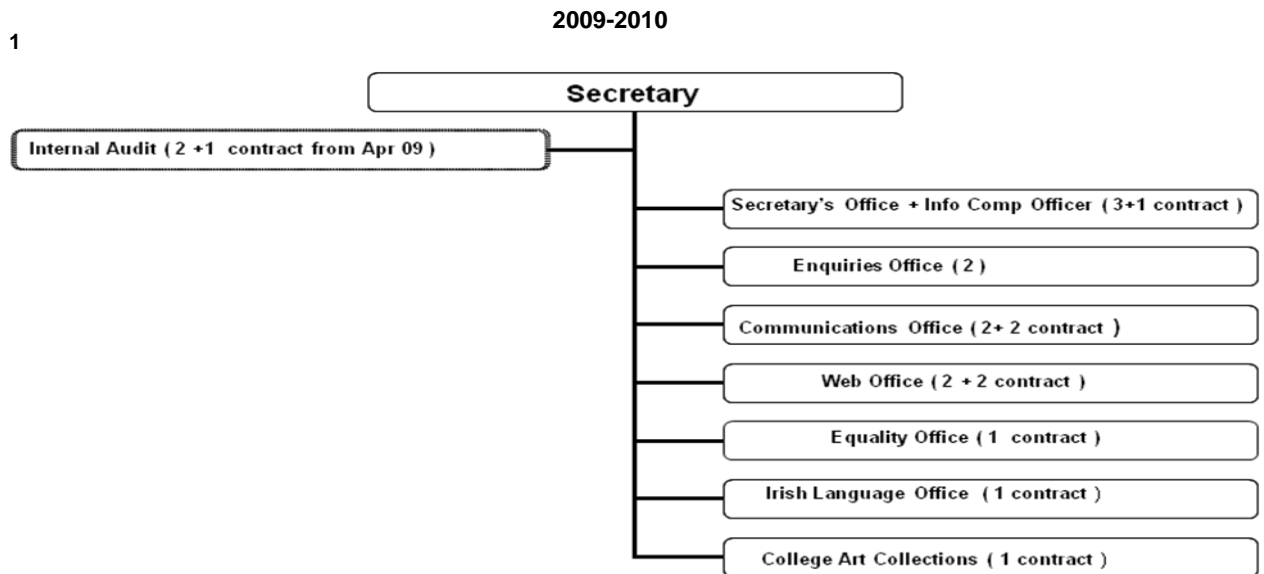 2009-2010
1
Secretary
Internal Audit ( 2 +1 contract from Apr 09 )
Secretary's Office + Info Comp Officer ( 3+1 contract )
Enquiries Office ( 2 )
Communications Office ( 2+ 2 contract )
Web Office ( 2 + 2 contract )
Equality Office ( 1 contract )
Irish Language Office ( 1 contract )
College Art Collections ( 1 contract )